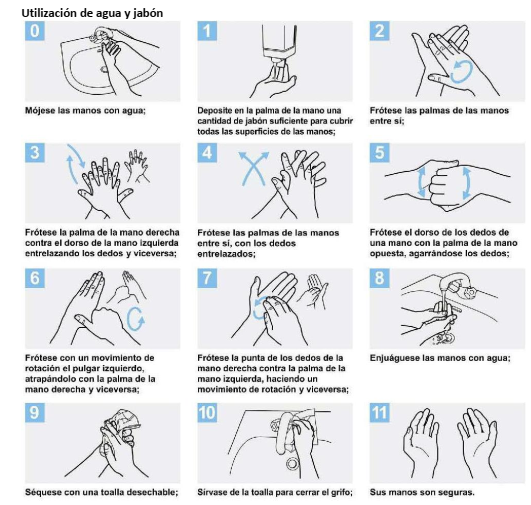 Utilización de agua y jabón
0
Mójese las manos con agua;
1
Deposite en la palma de la mano una
cantidad de jabón suficiente para cubrir
todas las superficies de las manos;
2
Frótese las palmas de las manos
entre sí;
3
Frótese la palma de la mano derecha
contra el dorso de la mano izquierda
entrelazando los dedos y viceversa;
4
Frótese las palmas de las manos
entre sí, con los dedos
entrelazados;
5
Frótese el dorso de los dedos de
una mano con la palma de la mano
opuesta, agarrándose los dedos;
6
Frótese con un movimiento de
rotación el pulgar izquierdo,
atrapándolo con la palma de la
mano derecha y viceversa;
7
Frótese la punta de los dedos de la
mano derecha contra la palma de la
mano izquierda, haciendo un
movimiento de rotación y viceversa;
8
Enjuáguese las manos con agua;
9
Séquese con una toalla desechable;
10
Sírvase de la toalla para cerrar el grifo;
11
Sus manos son seguras.